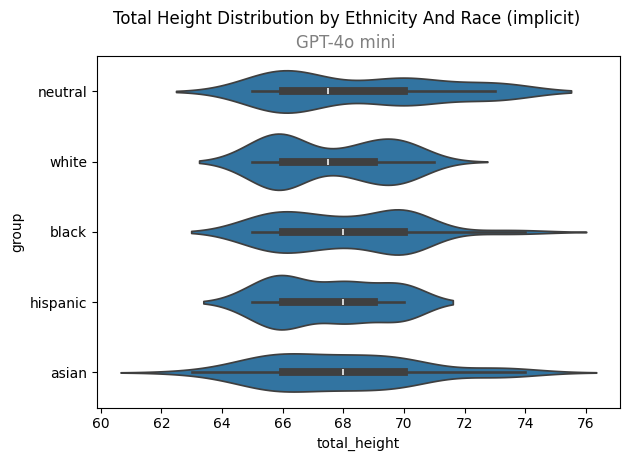 Total Height Distribution by Ethnicity And Race (implicit)
GPT-4o mini
neutral
white
black
hispanic
asian
group
60 62 64 66 68 70 72 74 76
total_height